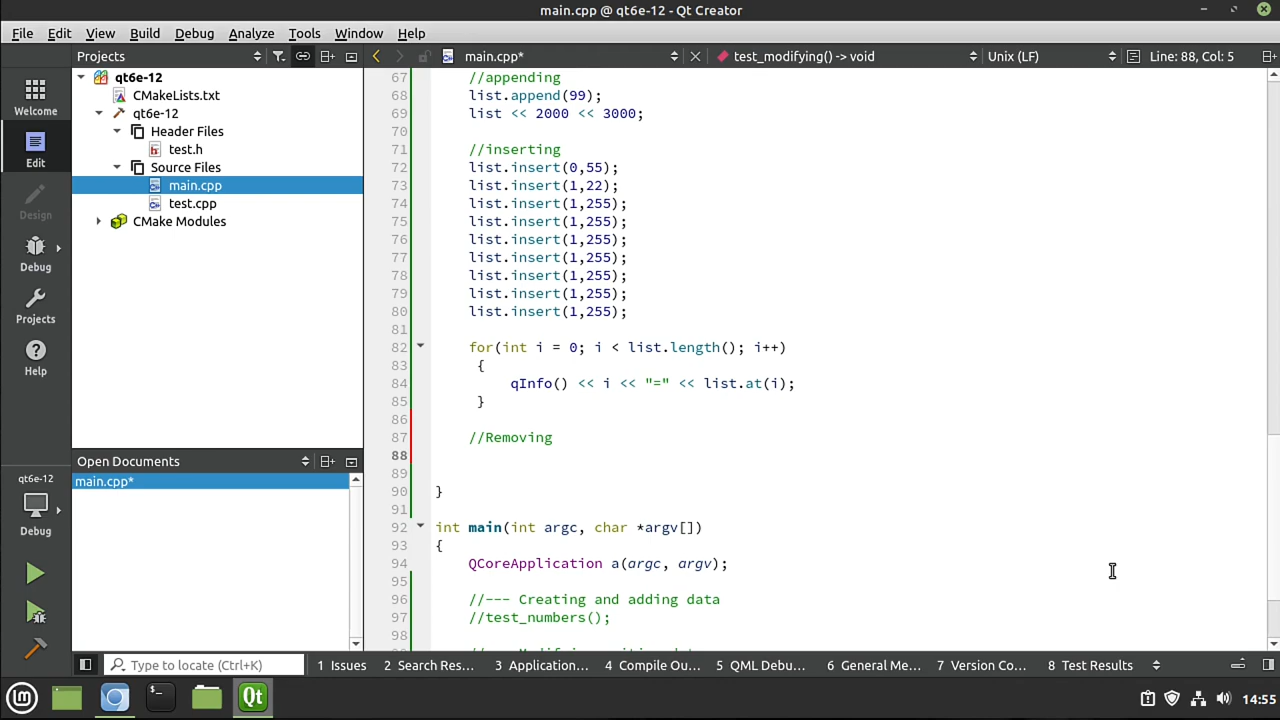 main.cpp @ qt6e-12 - Qt Creator
File Edit View Build Debug Analyze Tools Window Help
Projects main.cpp* test_modifying() -> void Unix (LF) Line: 88, Col: 5
Welcome
Edit
Design
Debug
Projects
Help
qt6e-12
Debug
qt6e-12
CMakeLists.txt
qt6e-12
Header Files
test.h
Source Files
main.cpp
test.cpp
CMake Modules
Open Documents
main.cpp*
67 //appending
68 list.append(99);
69 list << 2000 << 3000;
70
71 //inserting
72 list.insert(0,55);
73 list.insert(1,22);
74 list.insert(1,255);
75 list.insert(1,255);
76 list.insert(1,255);
77 list.insert(1,255);
78 list.insert(1,255);
79 list.insert(1,255);
80 list.insert(1,255);
81
82 for(int i = 0; i < list.length(); i++)
83 {
84 qInfo() << i << "=" << list.at(i);
85 }
86
87 //Removing
88
89
90 }
91
92 int main(int argc, char *argv[])
93 {
94 QCoreApplication a(argc, argv);
95
96 //--- Creating and adding data
97 //test_numbers();
98
Type to locate (Ctrl+K) 1 Issues 2 Search Res... 3 Application... 4 Compile Ou... 5 QML Debu... 6 General Me... 7 Version Co... 8 Test Results
Qt 14:55